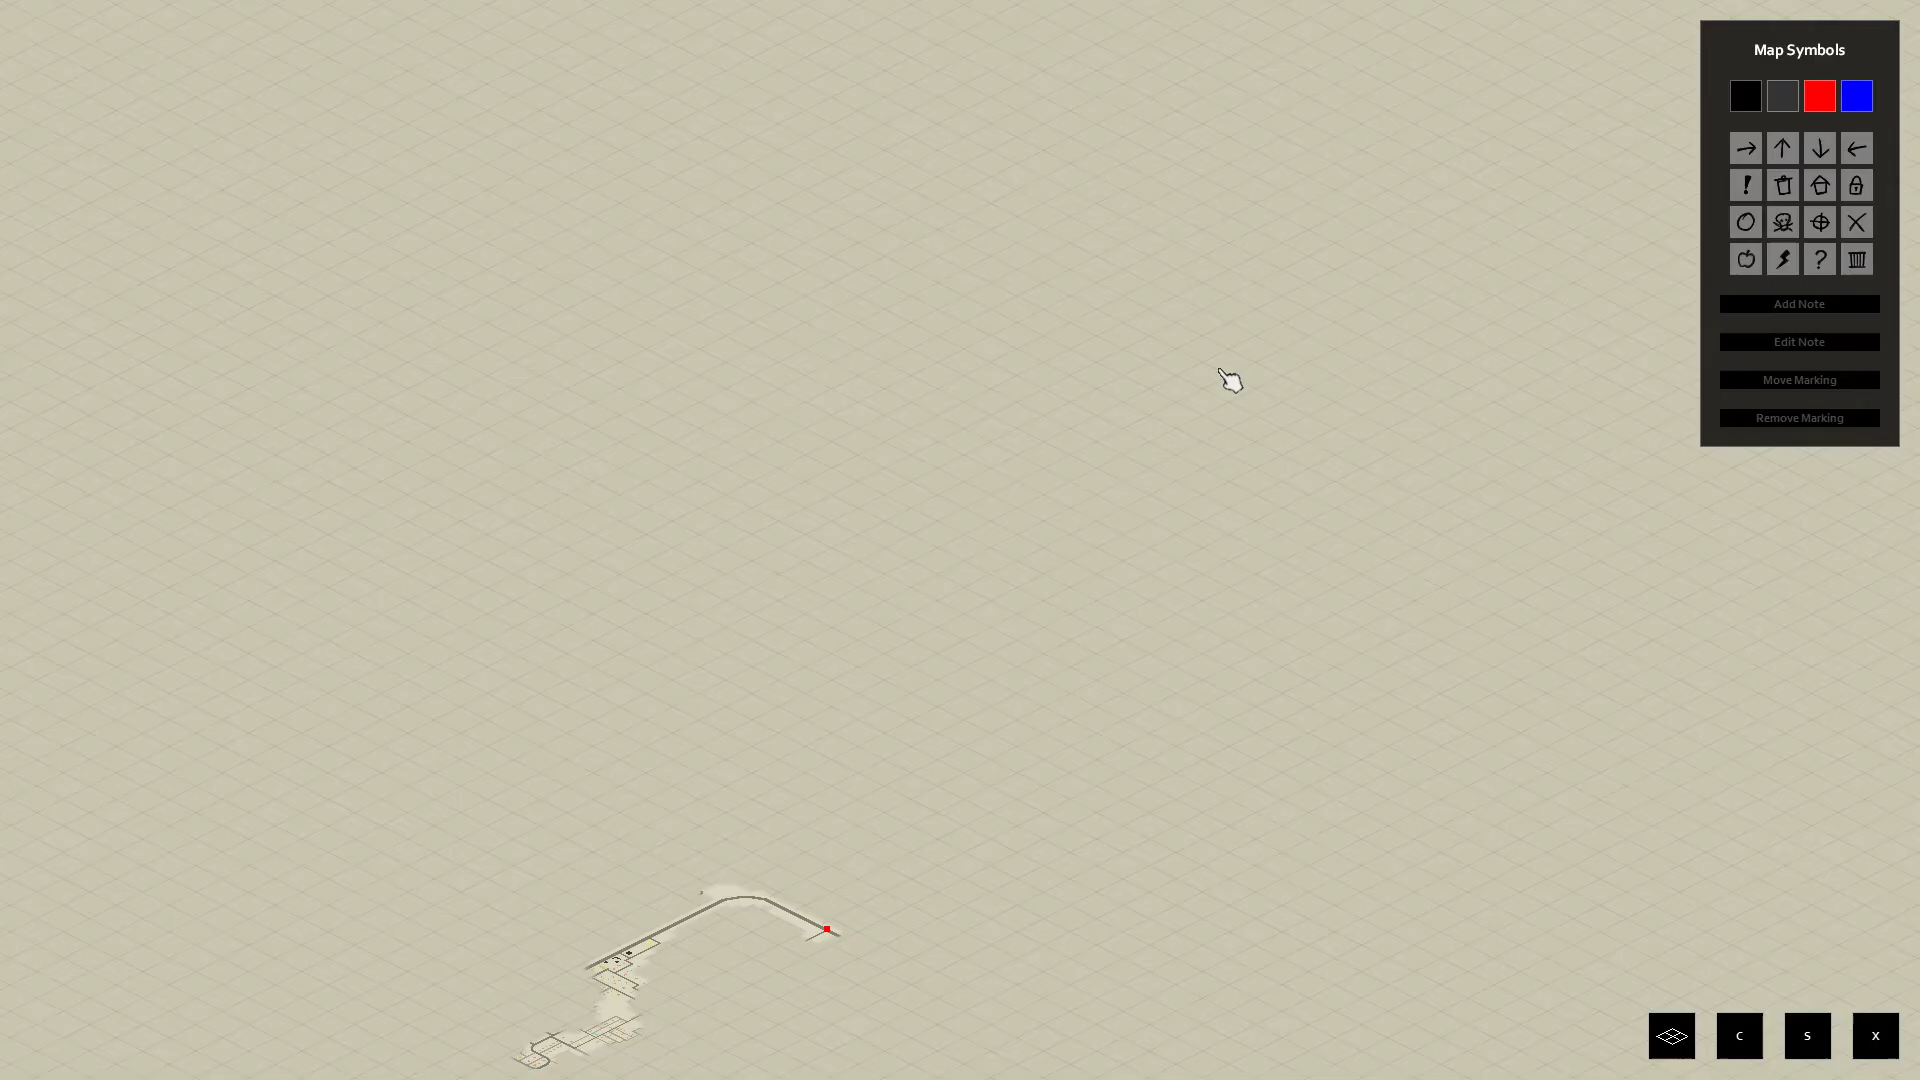 Map Symbols
Add Note
Edit Note
Move Marking
Remove Marking
C
S
X